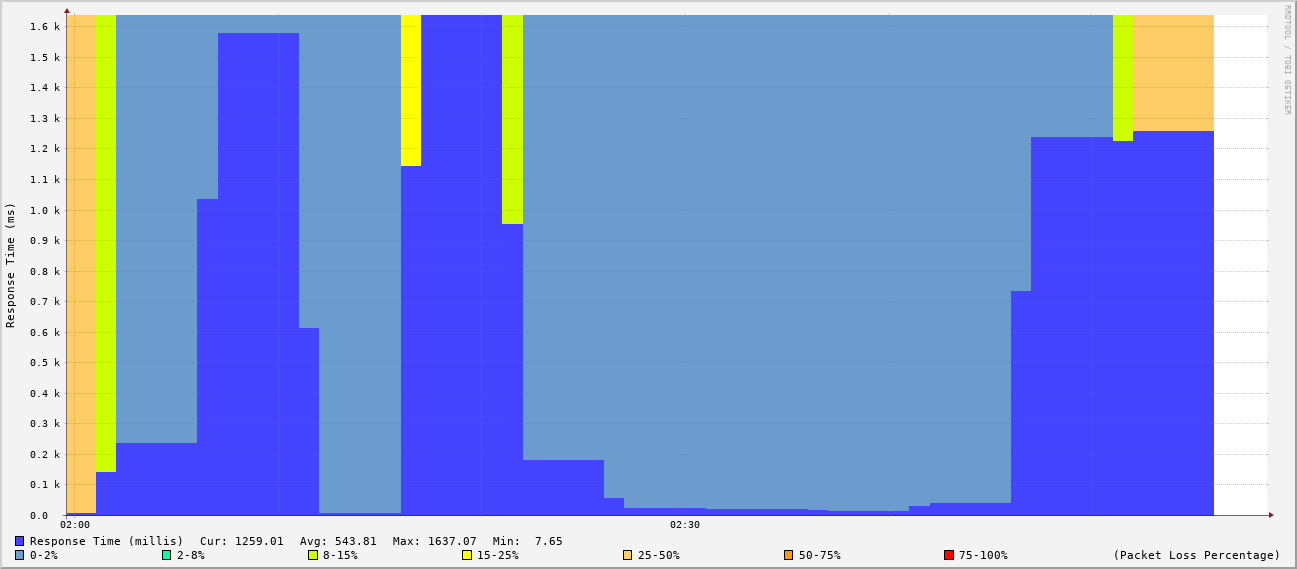 RRDTOOL / TOBI OETIKER
Response Time (ms)
1.6 k
1.5 k
1.4 k
1.3 k
1.2 k
1.1 k
1.0 k
0.9 k
0.8 k
0.7 k
0.6 k
0.5 k
0.4 k
0.3 k
0.2 k
0.1 k
0.0
02:00 02:30
Response Time (millis) Cur: 1259.01 Avg: 543.81 Max: 1637.07 Min: 7.65
0-2% 2-8% 8-15% 15-25% 25-50% 50-75% 75-100% (Packet Loss Percentage)